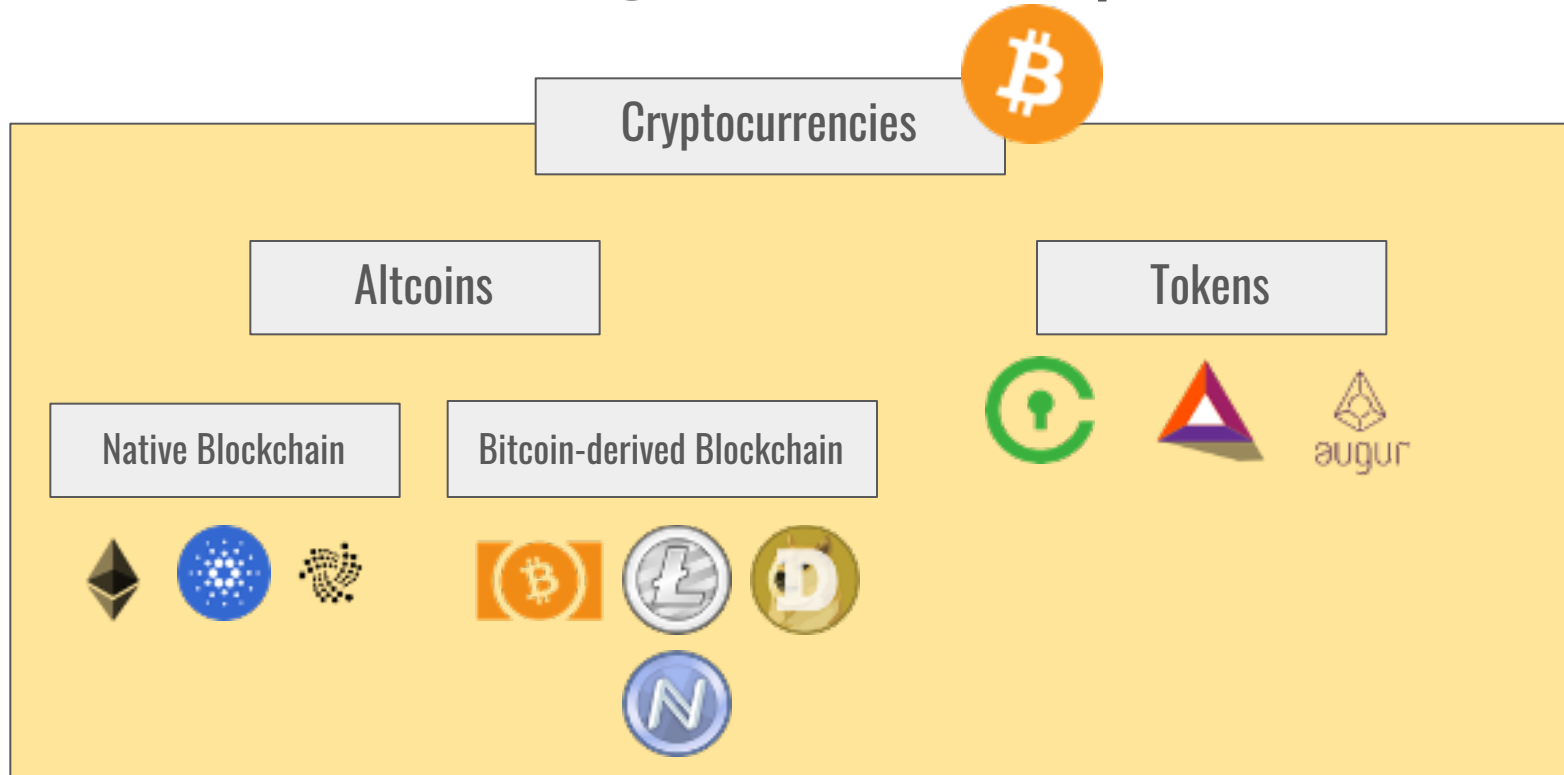 Cryptocurrencies
Altcoins
Tokens
Native Blockchain
Bitcoin-derived Blockchain
augur